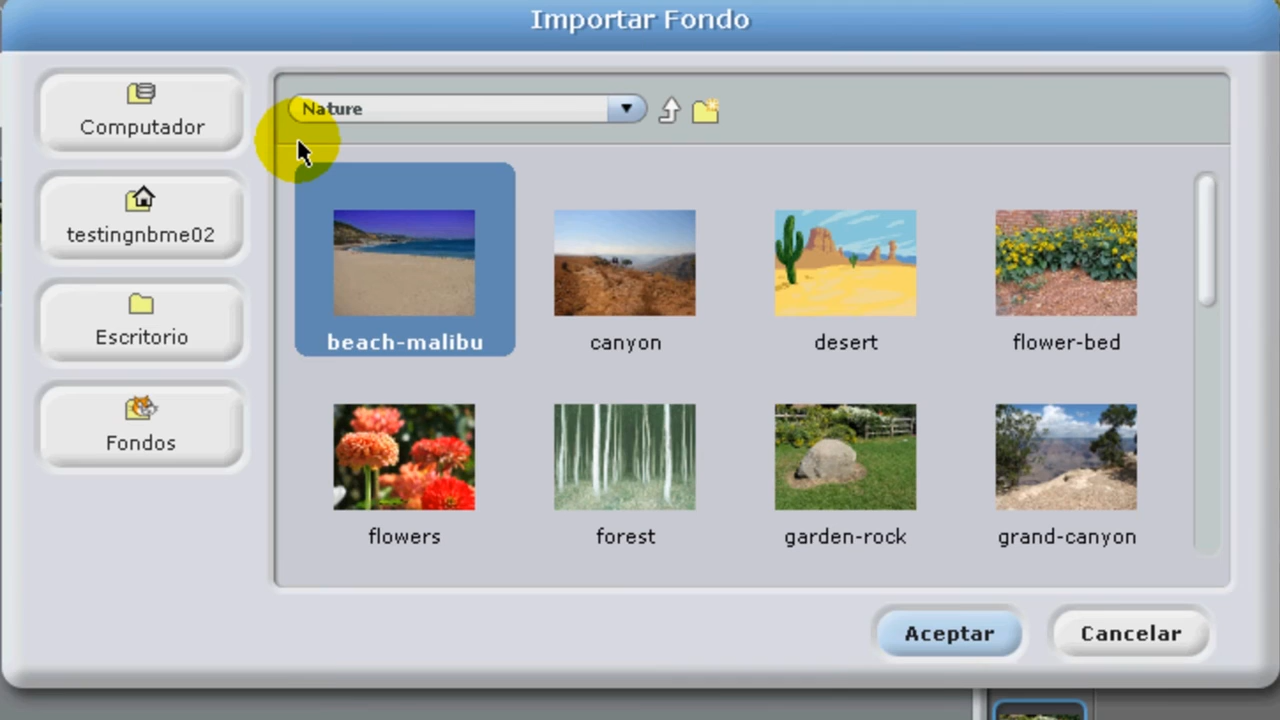 Importar Fondo
Computador
testingnbme02
Escritorio
Fondos
Nature
beach-malibu
canyon
desert
flower-bed
flowers
forest
garden-rock
grand-canyon
Aceptar
Cancelar